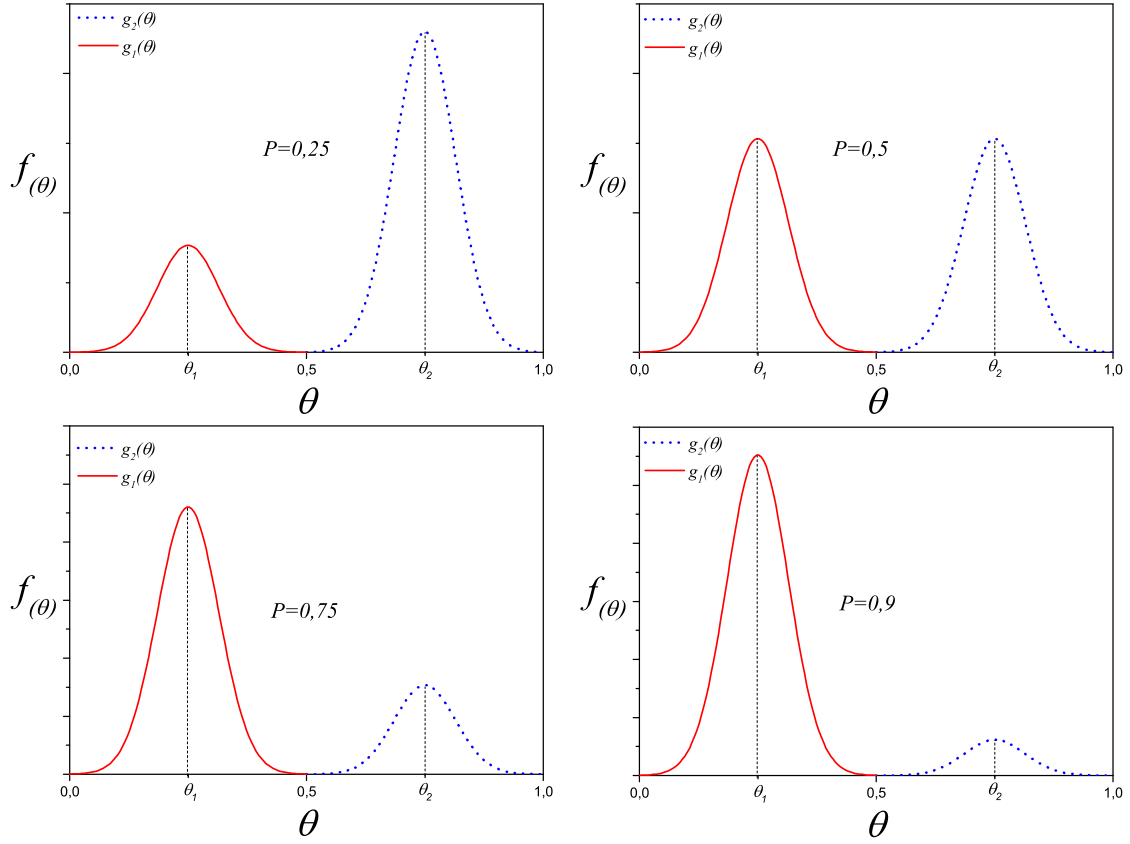 g2(θ)
g1(θ)
P=0,25
f(θ)
0,0
θ1
0,5
θ2
1,0
θ
g2(θ)
g1(θ)
P=0,5
f(θ)
0,0
θ1
0,5
θ2
1,0
θ
g2(θ)
g1(θ)
P=0,75
f(θ)
0,0
θ1
0,5
θ2
1,0
θ
g2(θ)
g1(θ)
P=0,9
f(θ)
0,0
θ1
0,5
θ2
1,0
θ